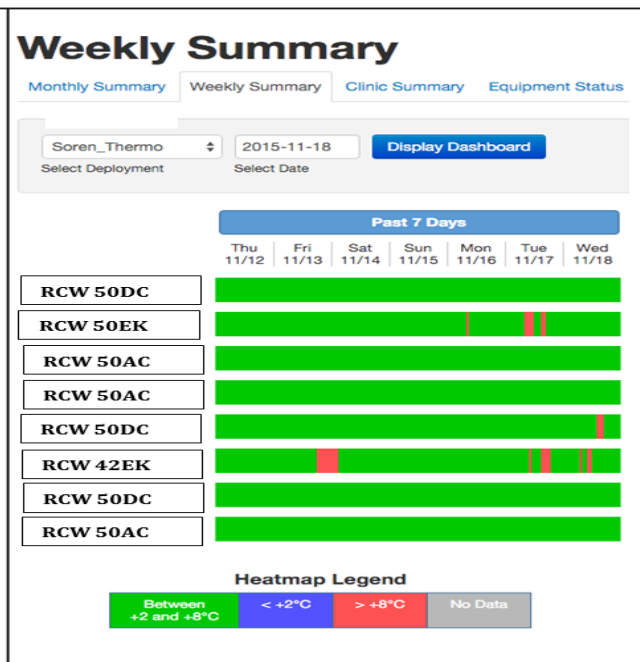 Weekly Summary
Monthly Summary Weekly Summary Clinic Summary Equipment Status
Soren_Thermo 2015-11-18 Display Dashboard
Select Deployment Select Date
Past 7 Days
Thu Fri Sat Sun Mon Tue Wed
11/12 11/13 11/14 11/15 11/16 11/17 11/18
RCW 50DC
RCW 50EK
RCW 50AC
RCW 50AC
RCW 50DC
RCW 42EK
RCW 50DC
RCW 50AC
Heatmap Legend
Between < +2°C > +8°C No Data
+2 and +8°C